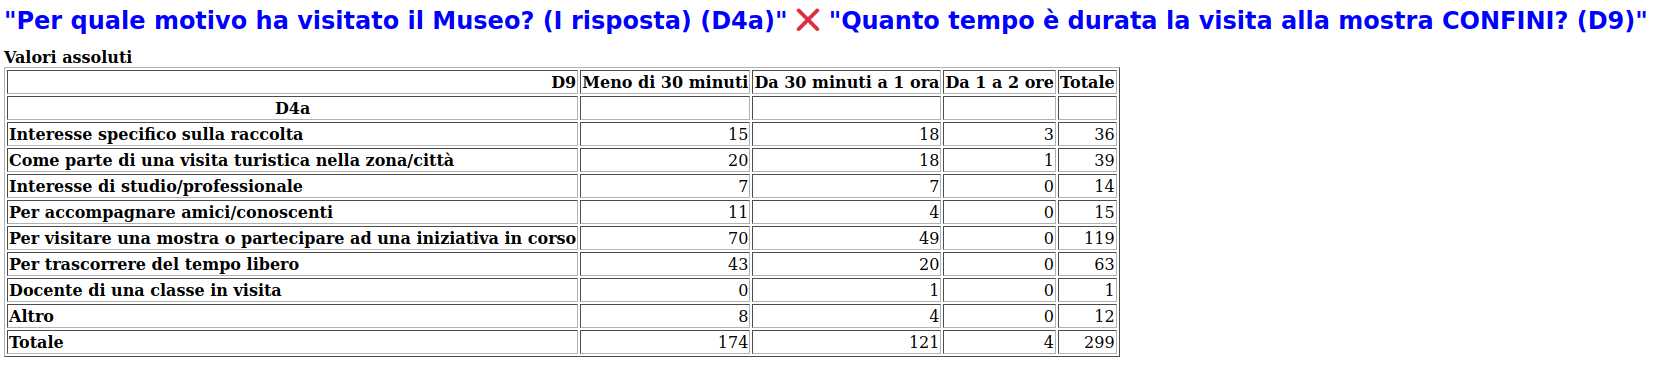 "Per quale motivo ha visitato il Museo? (I risposta) (D4a)" ❌ "Quanto tempo è durata la visita alla mostra CONFINI? (D9)"
Valori assoluti
D9 Meno di 30 minuti Da 30 minuti a 1 ora Da 1 a 2 ore Totale
D4a
Interesse specifico sulla raccolta 15 18 3 36
Come parte di una visita turistica nella zona/città 20 18 1 39
Interesse di studio/professionale 7 7 0 14
Per accompagnare amici/conoscenti 11 4 0 15
Per visitare una mostra o partecipare ad una iniziativa in corso 70 49 0 119
Per trascorrere del tempo libero 43 20 0 63
Docente di una classe in visita 0 1 0 1
Altro 8 4 0 12
Totale 174 121 4 299